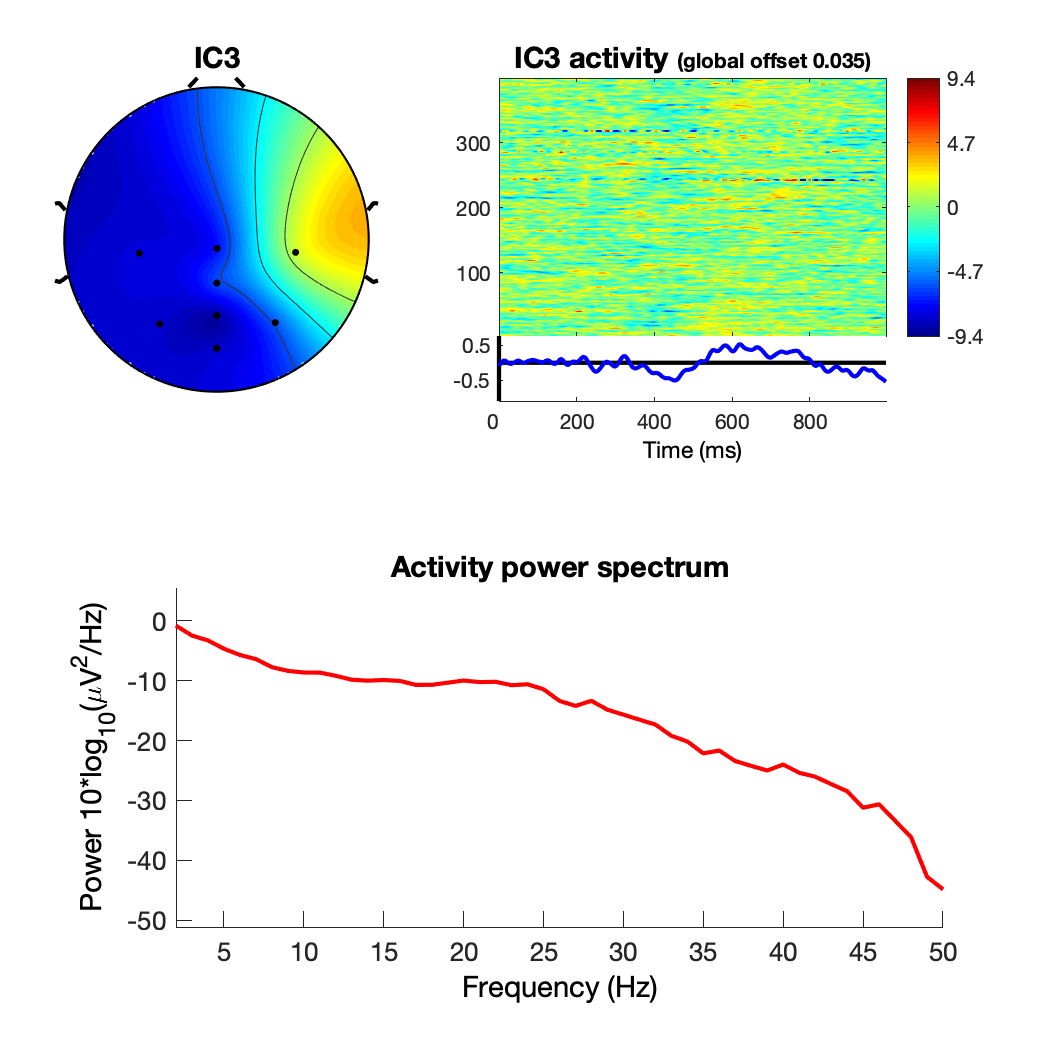 IC3
IC3 activity (global offset 0.035)
9.4
4.7
0
-4.7
-9.4
300
200
100
0.5
-0.5
0 200 400 600 800
Time (ms)
Activity power spectrum
Power 10*log10(μV2/Hz)
0
-10
-20
-30
-40
-50
5 10 15 20 25 30 35 40 45 50
Frequency (Hz)